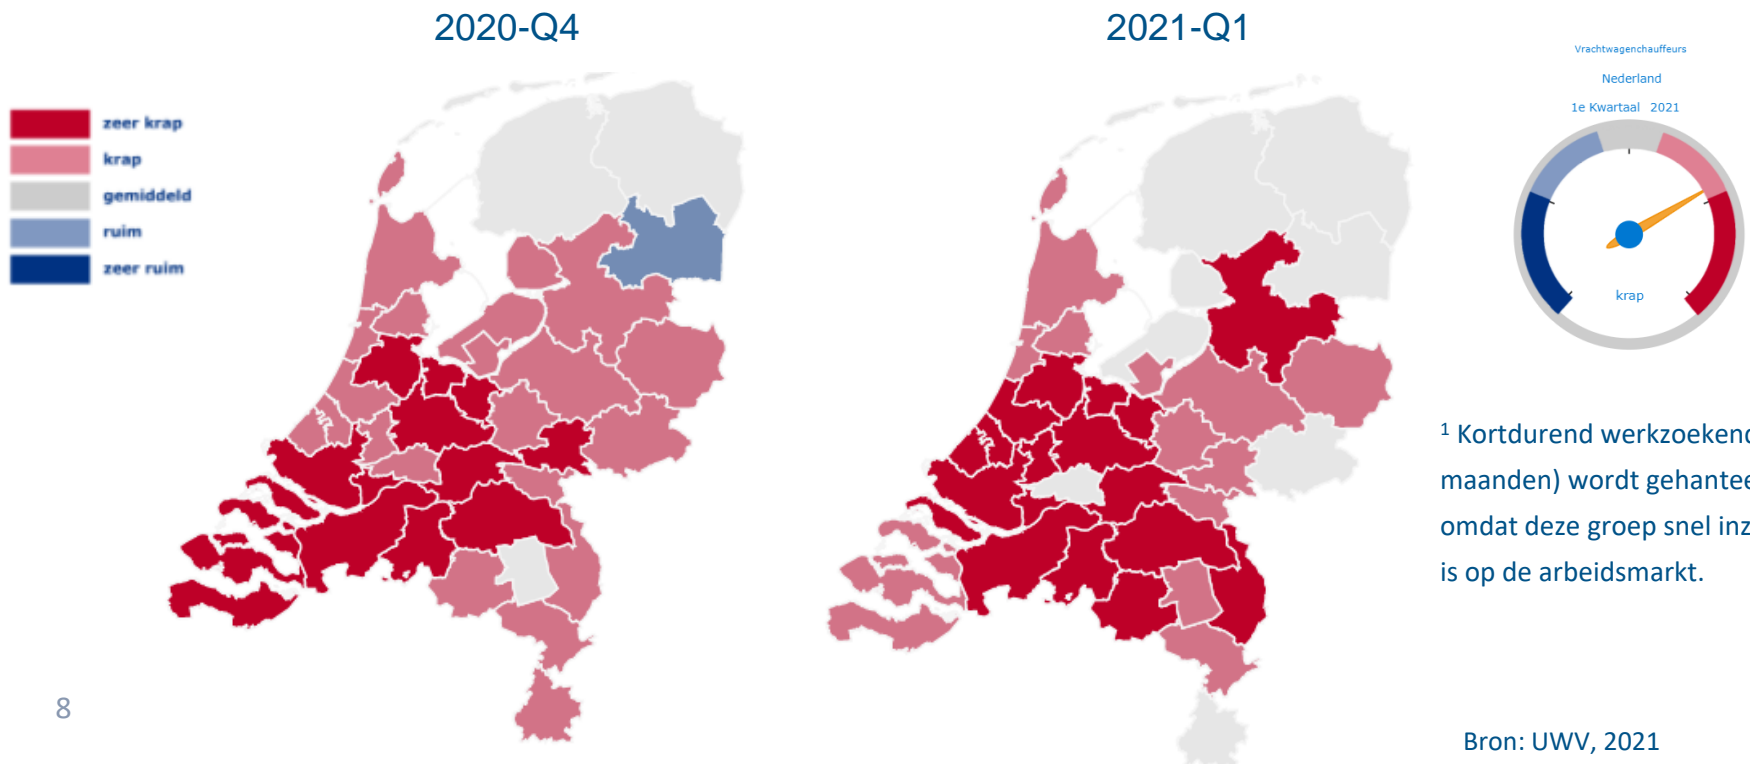 2020-Q4
2021-Q1
zeer krap
krap
gemiddeld
ruim
zeer ruim
Vrachtwagenchauffeurs
Nederland
1e Kwartaal 2021
krap
¹ Kortdurend werkzoekend
maanden) wordt gehantee
omdat deze groep snel inz
is op de arbeidsmarkt.
8
Bron: UWV, 2021